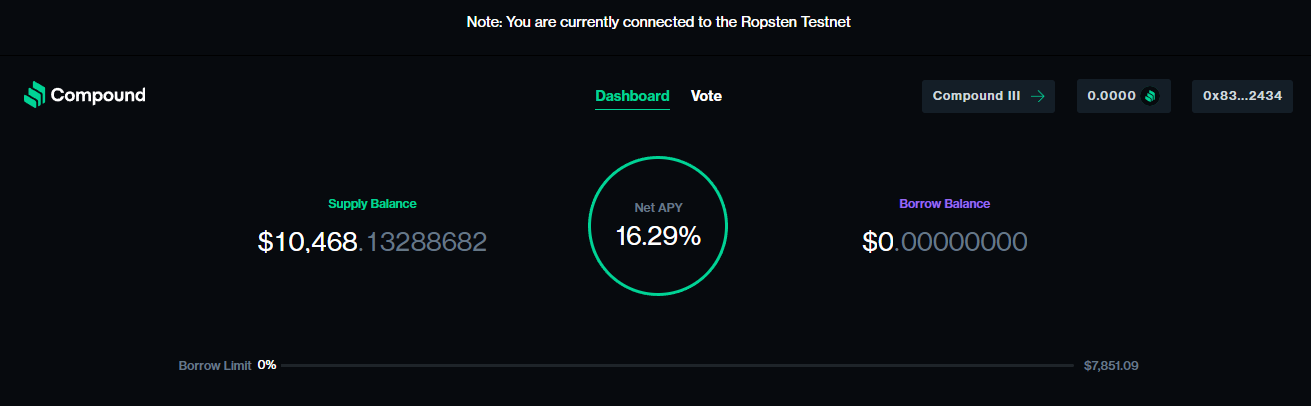 Note: You are currently connected to the Ropsten Testnet
Compound
Dashboard Vote
Compound III → 0.0000 0x83...2434
Supply Balance
$10,468.13288682
Net APY
16.29%
Borrow Balance
$0.00000000
Borrow Limit 0% $7,851.09